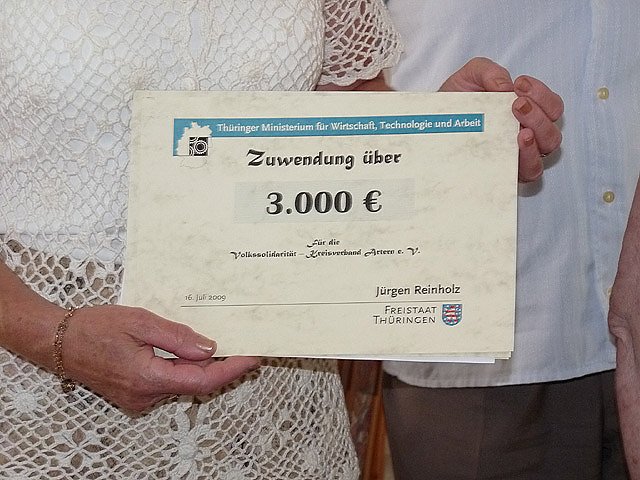 Thüringer Ministerium für Wirtschaft, Technologie und Arbeit
Zuwendung über
3.000 €
Für die
Volkssolidarität – Kreisverband Artern e. V.
16. Juli 2009
Jürgen Reinholz
FREISTAAT
THÜRINGEN